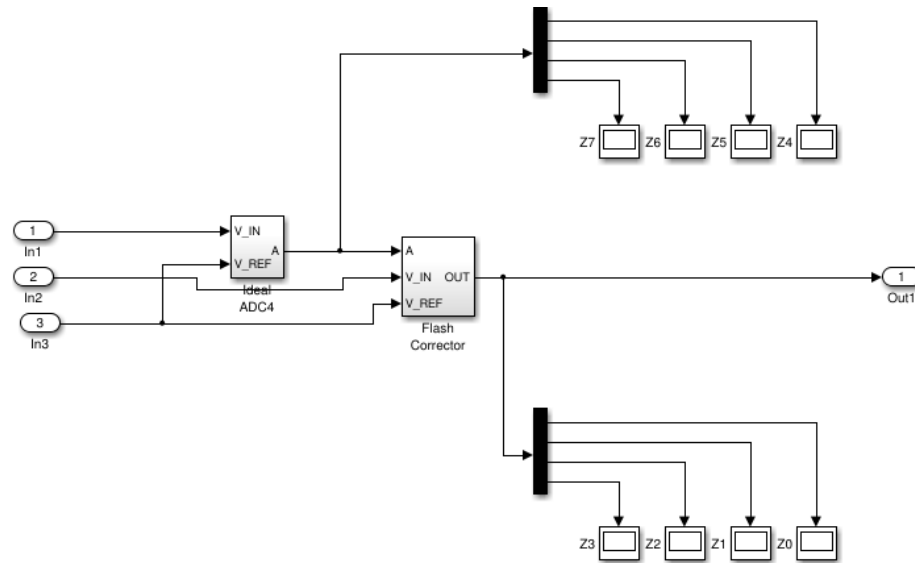 Z7
Z6
Z5
Z4
1
In1
2
In2
3
In3
V_IN
A
V_REF
Ideal
ADC4
A
V_IN
OUT
V_REF
Flash
Corrector
1
Out1
Z3
Z2
Z1
Z0